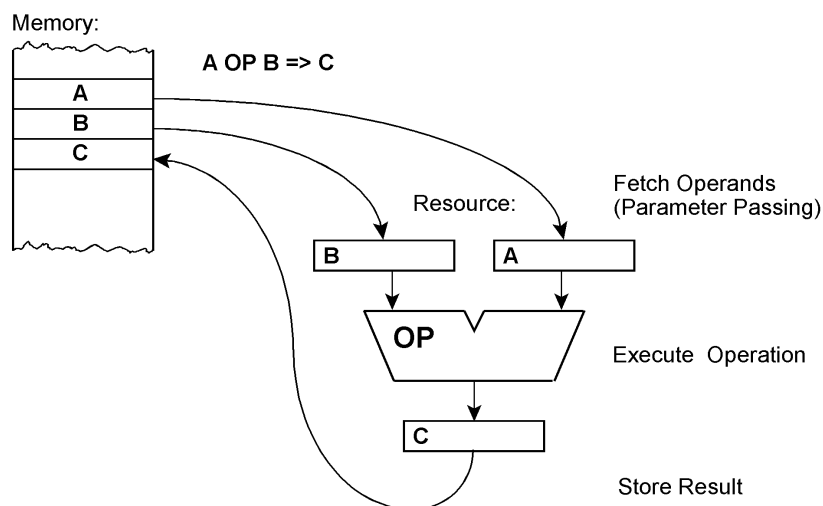 Memory:
A OP B => C
A
B
C
Resource:
Fetch Operands
(Parameter Passing)
B
A
OP
Execute Operation
C
Store Result